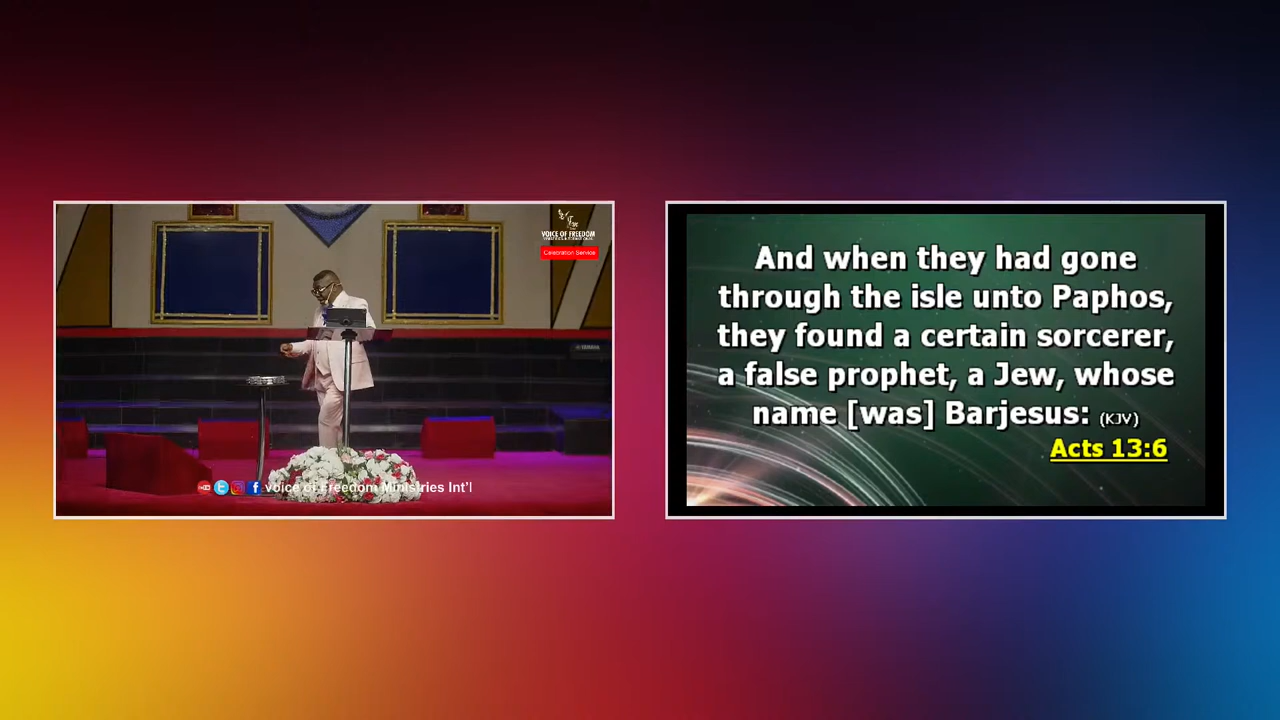 VOICE OF FREEDOM
Celebration Service
YAMAHA
Voice of Freedom Ministries Int'l
And when they had gone
through the isle unto Paphos,
they found a certain sorcerer,
a false prophet, a Jew, whose
name [was] Barjesus: (KJV)
Acts 13:6